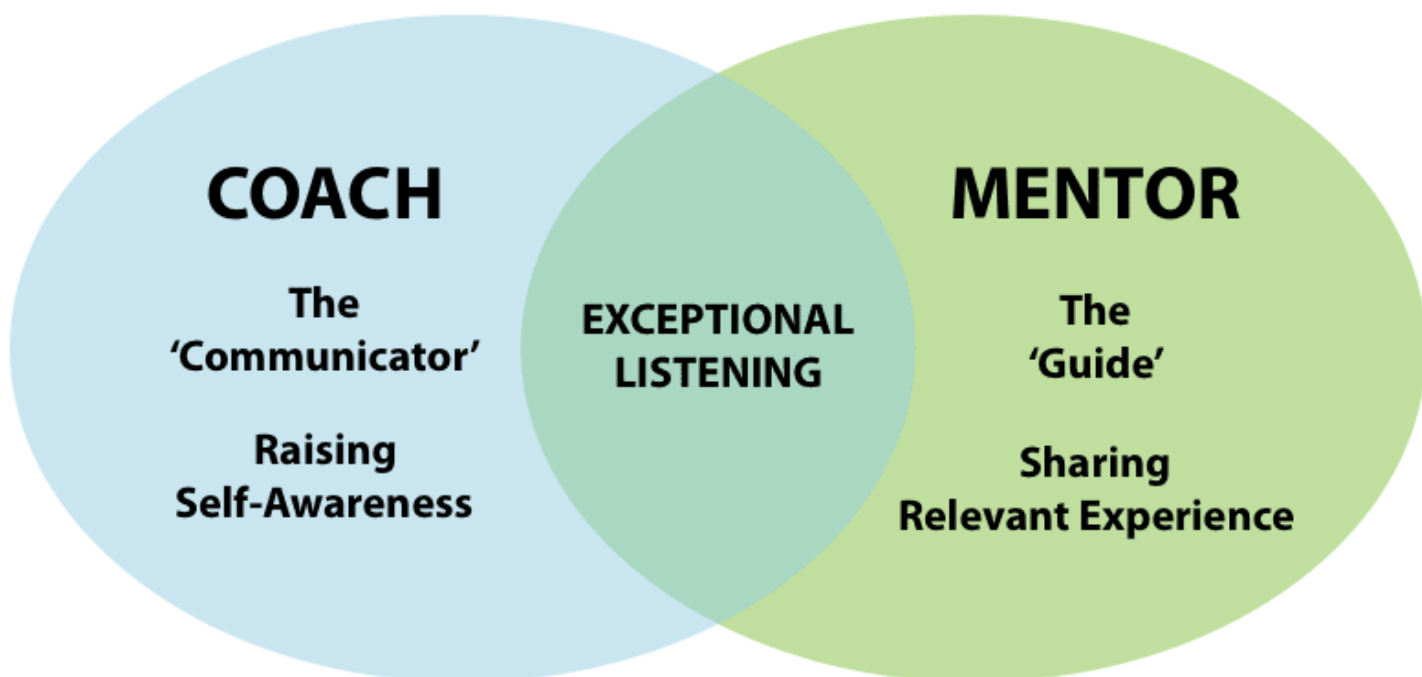 COACH
The
‘Communicator’
Raising
Self-Awareness
EXCEPTIONAL
LISTENING
MENTOR
The
‘Guide’
Sharing
Relevant Experience